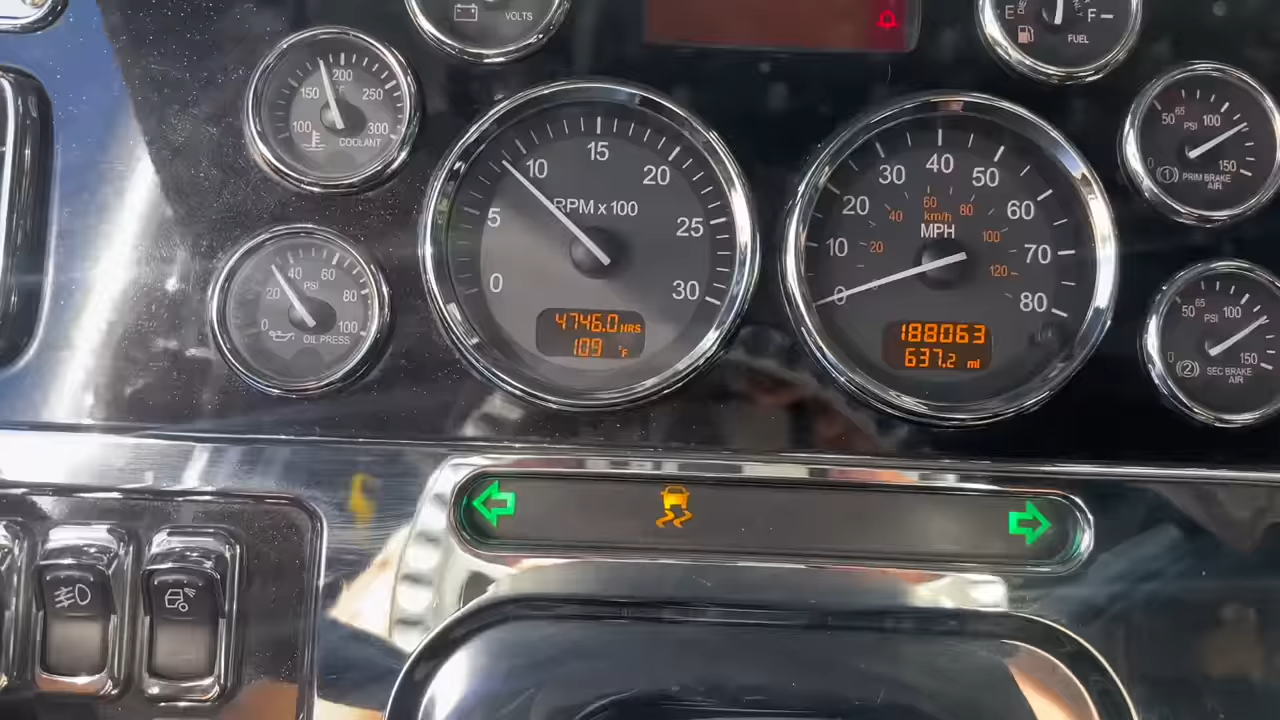 VOLTS
E F
FUEL
100 150 200 250 300
°F
COOLANT
0 5 10 15 20 25 30
RPM x 100
4746.0 HRS
109 °F
0 10 20 30 40 50 60 70 80
MPH
20 40 60 80 100 120
km/h
188063
637.2 mi
0 50 65 100 150
PSI
1
PRIM BRAKE
AIR
0 20 40 60 80 100
PSI
OIL PRESS
0 50 65 100 150
PSI
2
SEC BRAKE
AIR